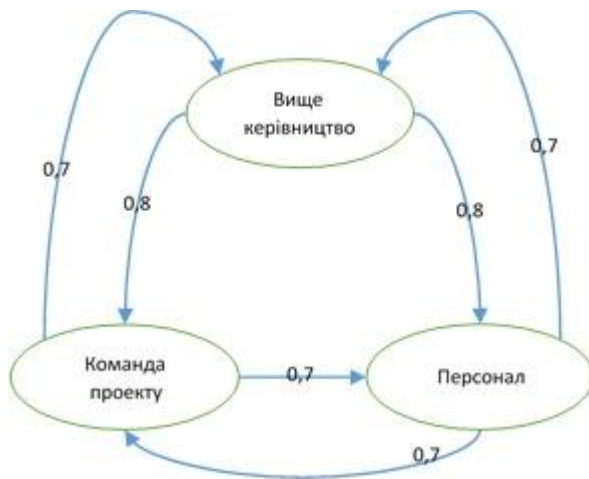 Вище
керівництво
0,7
0,7
0,8
0,8
Команда
проекту
0,7
Персонал
0,7